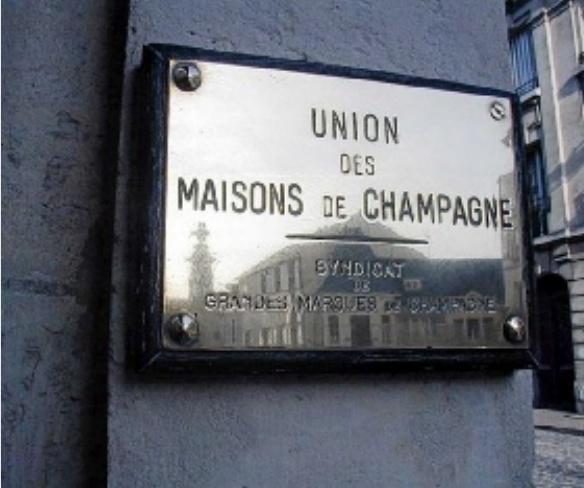 UNION
DES
MAISONS DE CHAMPAGNE
SYNDICAT
DE
GRANDES MARQUES DE CHAMPAGNE